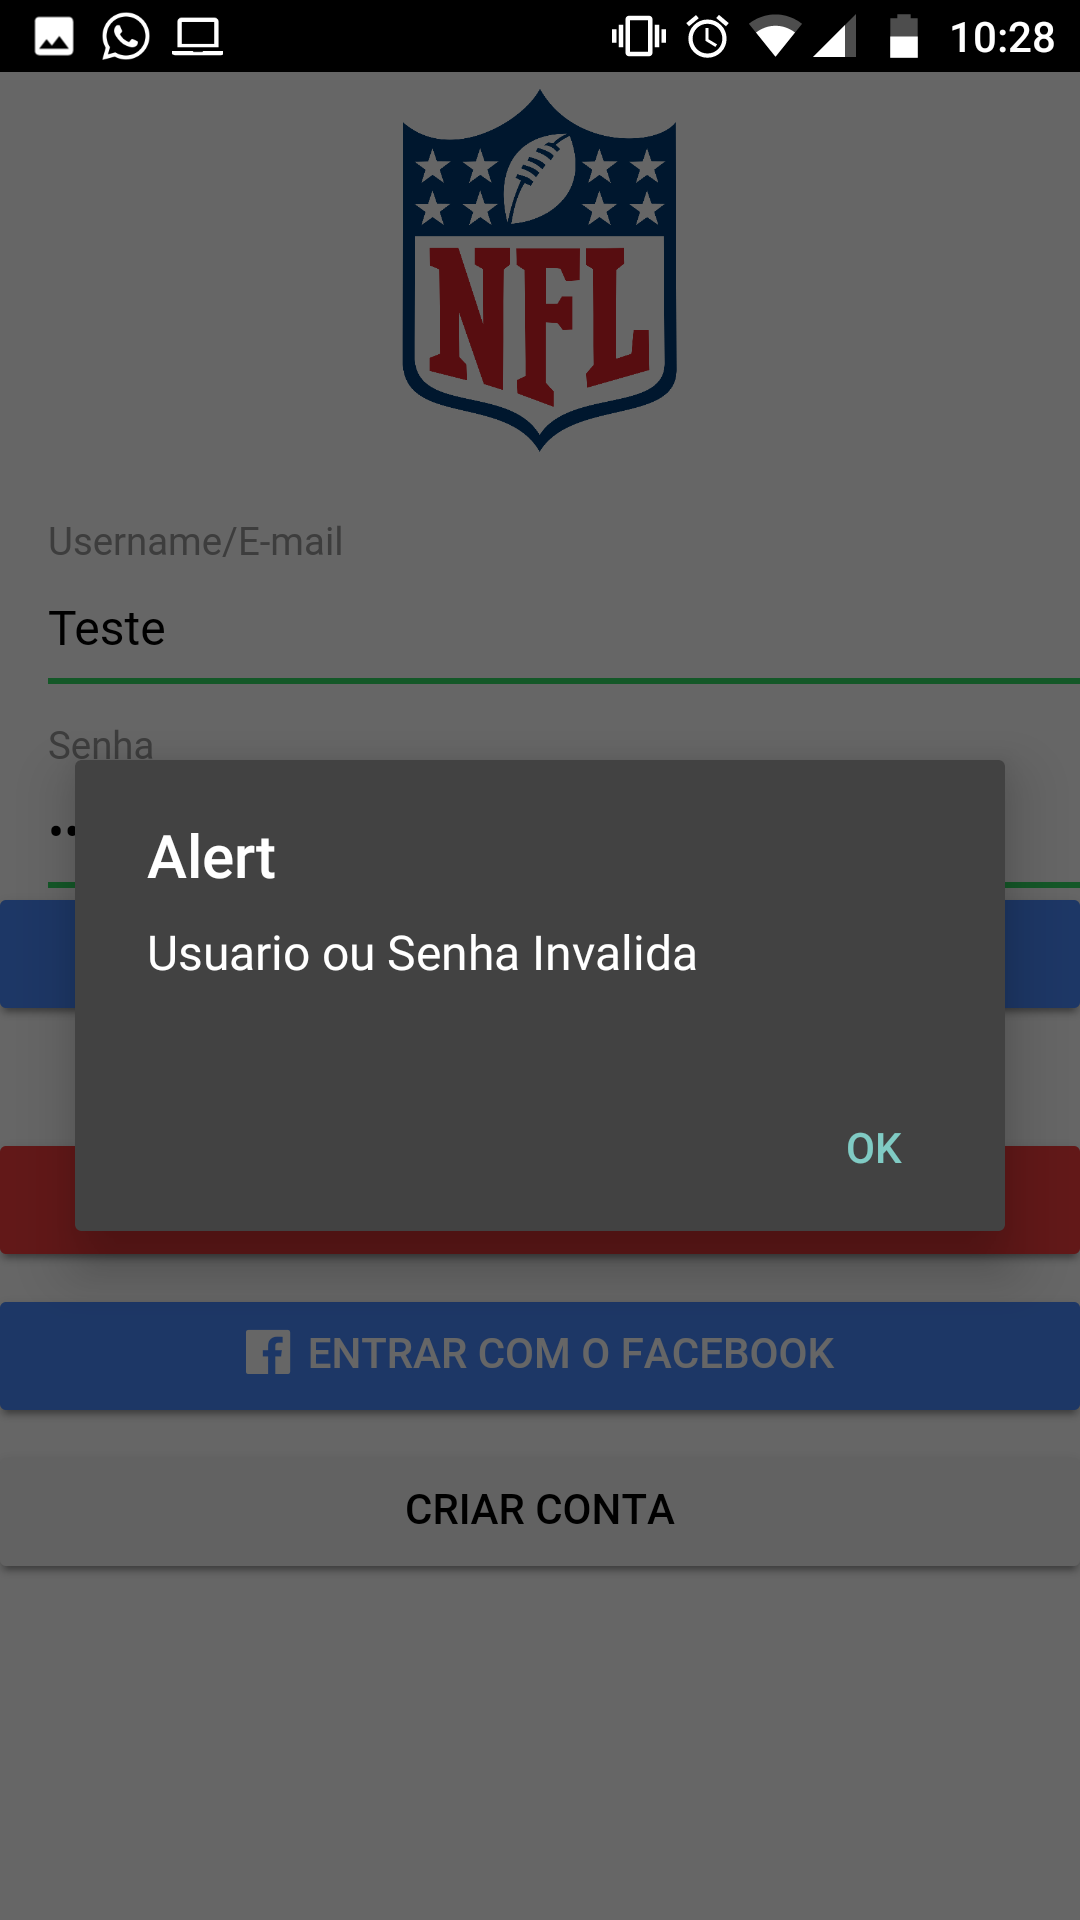 10:28
NFL
Username/E-mail
Teste
Senha
Alert
Usuario ou Senha Invalida
OK
ENTRAR COM O FACEBOOK
CRIAR CONTA